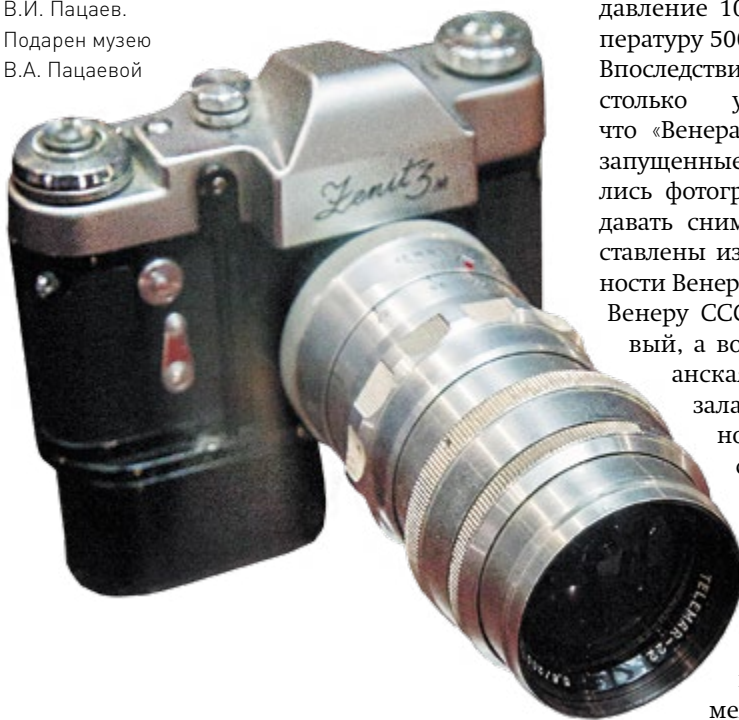 В.И. Пацаев.
Подарен музею
В.А. Пацаевой
давление 10
пературу 500
Впоследстви
столько у
что «Венера
запущенные
лись фотогр
давать сним
ставлены из
ности Венер
Венеру ССС
вый, а во
анскал
зала
но
Zenit 3м
TELEMAR-22
ме